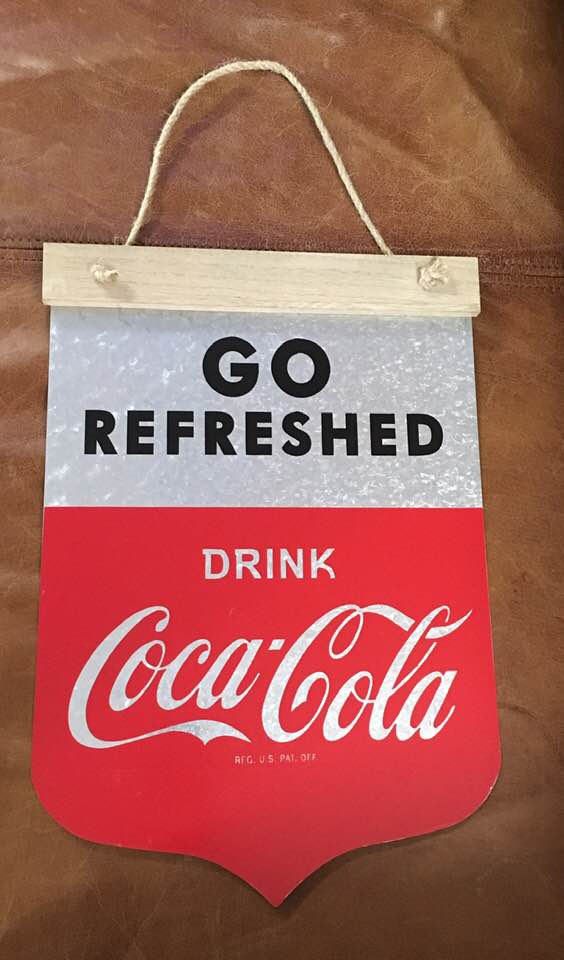 GO
REFRESHED
DRINK
Coca-Cola
REG. U.S. PAT. OFF.